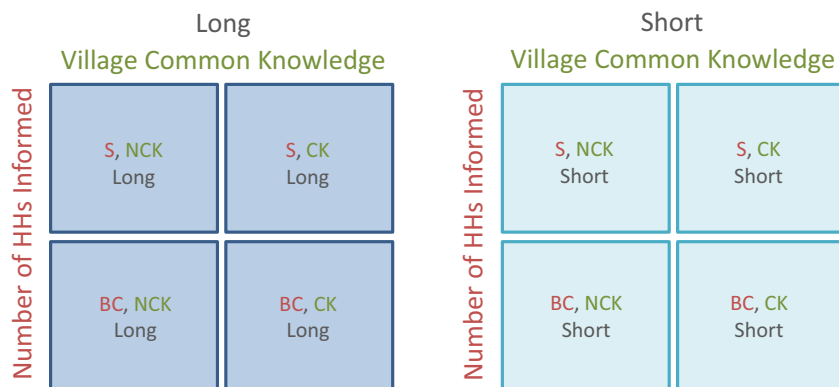 Long
Village Common Knowledge
Number of HHs Informed
S, NCK
Long
S, CK
Long
BC, NCK
Long
BC, CK
Long
Short
Village Common Knowledge
Number of HHs Informed
S, NCK
Short
S, CK
Short
BC, NCK
Short
BC, CK
Short